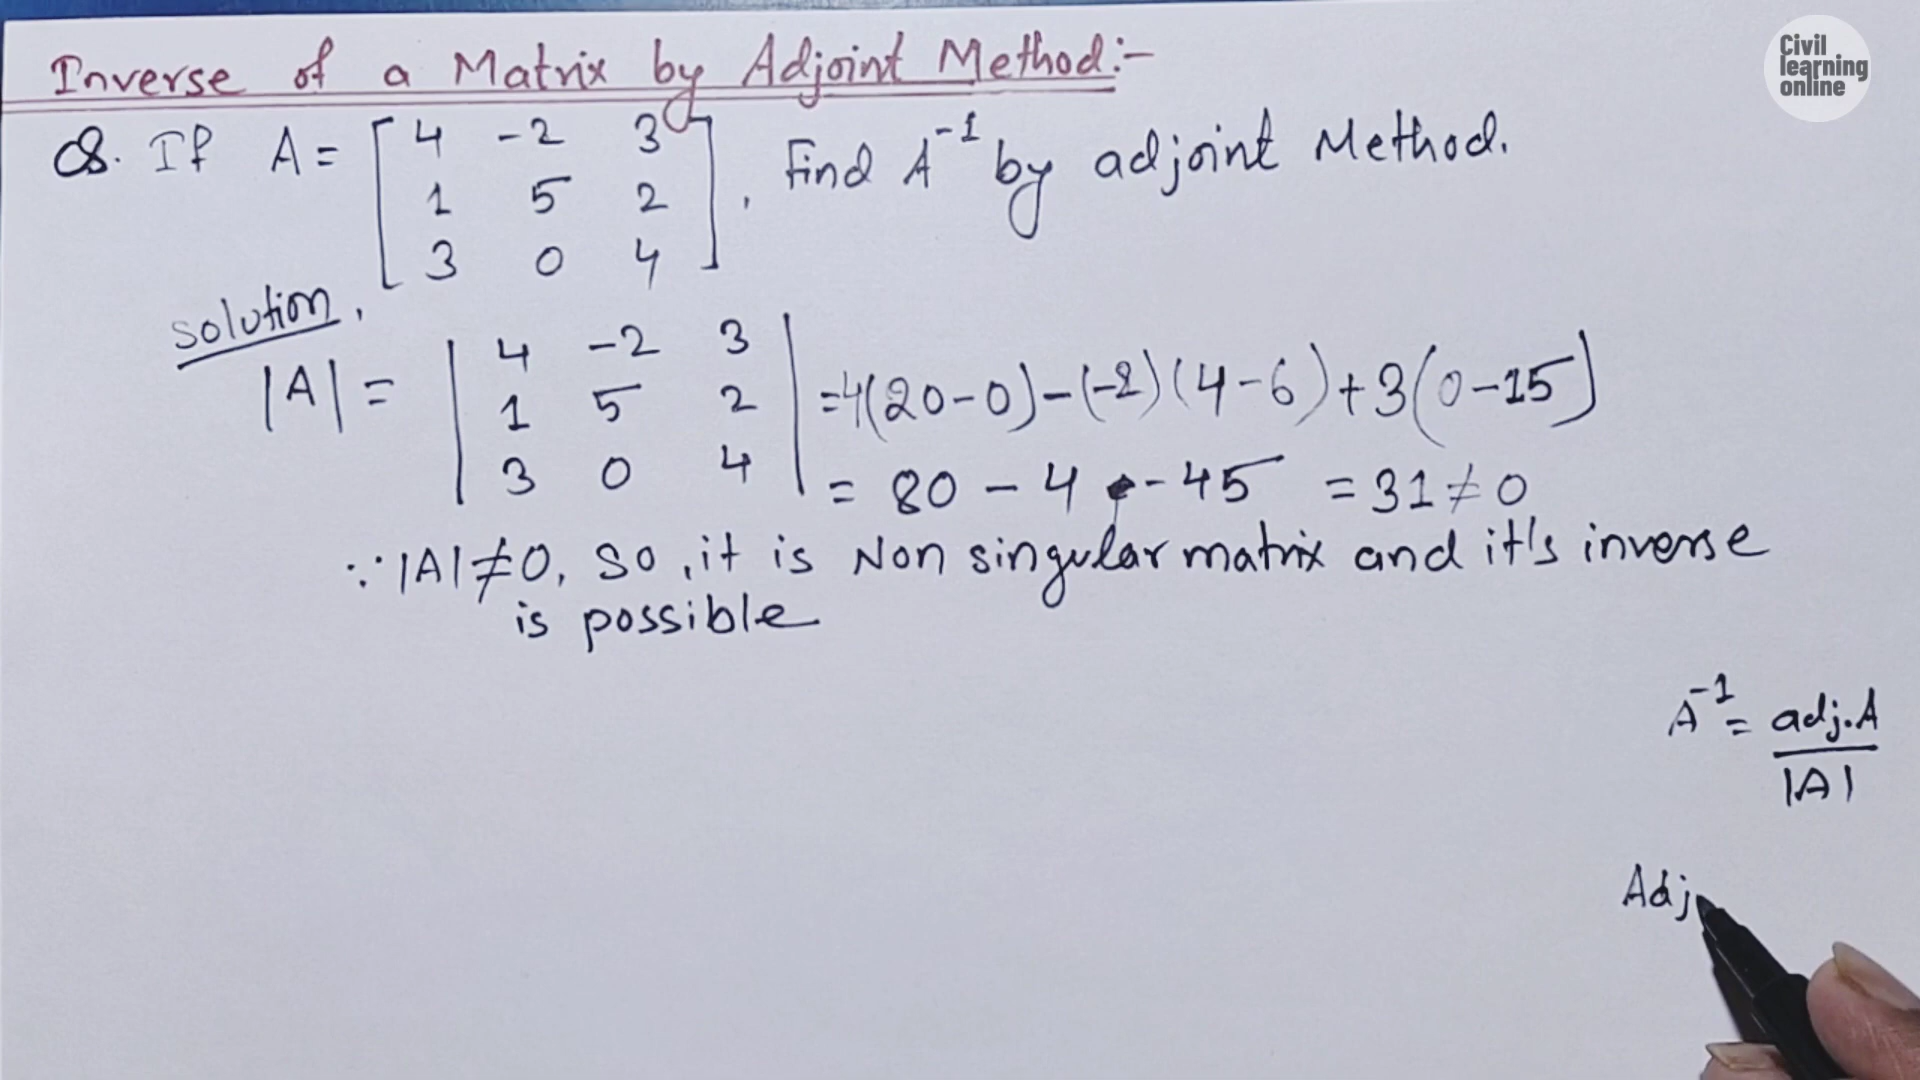 Civil
learning
online
Inverse of a Matrix by Adjoint Method:-
Q. If A = [ 4 -2 3
1 5 2
3 0 4 ] , Find A⁻¹ by adjoint Method.
solution,
|A| = | 4 -2 3
1 5 2
3 0 4 | =4(20-0)-(-2)(4-6)+3(0-15)
= 80 - 4 - 45 = 31 ≠ 0
∵ |A| ≠ 0, So, it is Non singular matrix and it's inverse
is possible
A⁻¹ = adj.A
|A|
Adj